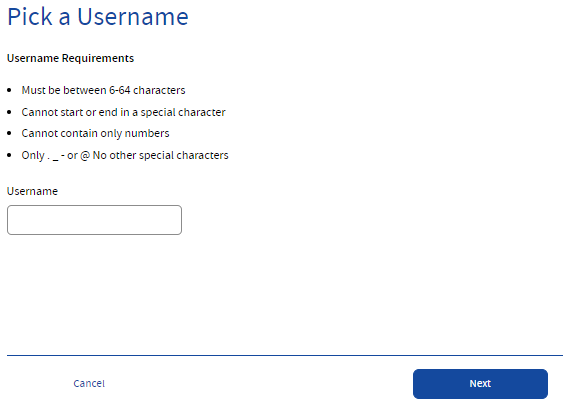 Pick a Username
Username Requirements
Must be between 6-64 characters
Cannot start or end in a special character
Cannot contain only numbers
Only . _ - or @ No other special characters
Username
Cancel
Next